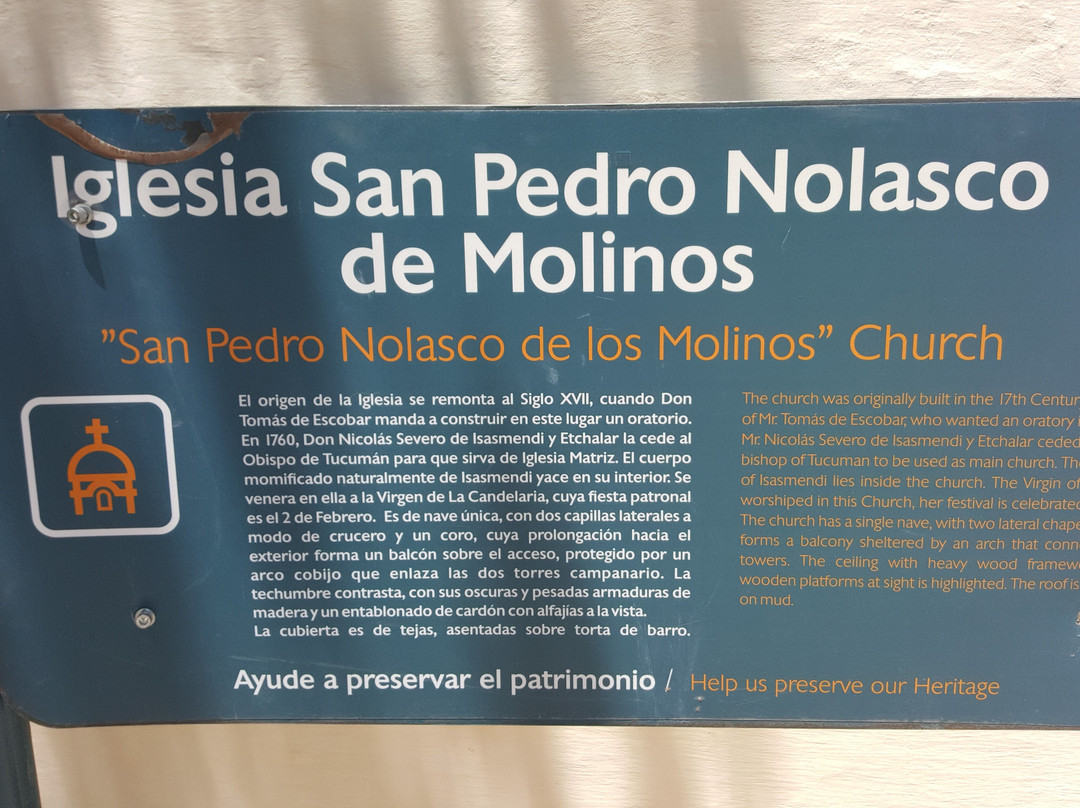 Iglesia San Pedro Nolasco
de Molinos
”San Pedro Nolasco de los Molinos” Church
El origen de la Iglesia se remonta al Siglo XVII, cuando Don
Tomás de Escobar manda a construir en este lugar un oratorio.
En 1760, Don Nicolás Severo de Isasmendi y Etchalar la cede al
Obispo de Tucumán para que sirva de Iglesia Matriz. El cuerpo
momificado naturalmente de Isasmendi yace en su interior. Se
venera en ella a la Virgen de La Candelaria, cuya fiesta patronal
es el 2 de Febrero. Es de nave única, con dos capillas laterales a
modo de crucero y un coro, cuya prolongación hacia el
exterior forma un balcón sobre el acceso, protegido por un
arco cobijo que enlaza las dos torres campanario. La
techumbre contrasta, con sus oscuras y pesadas armaduras de
madera y un entablonado de cardón con alfajías a la vista.
La cubierta es de tejas, asentadas sobre torta de barro.
The church was originally built in the 17th
of Mr. Tomás de Escobar, who wanted an oratory
Mr. Nicolás Severo de Isasmendi y Etchalar ceded
bishop of Tucuman to be used as main church.
of Isasmendi lies inside the church. The Virgin of
worshiped in this Church, her festival is celebrated
The church has a single nave, with two lateral
forms a balcony sheltered by an arch that
towers. The ceiling with heavy wood
wooden platforms at sight is highlighted. The roof is
on mud.
Ayude a preservar el patrimonio / Help us preserve our Heritage